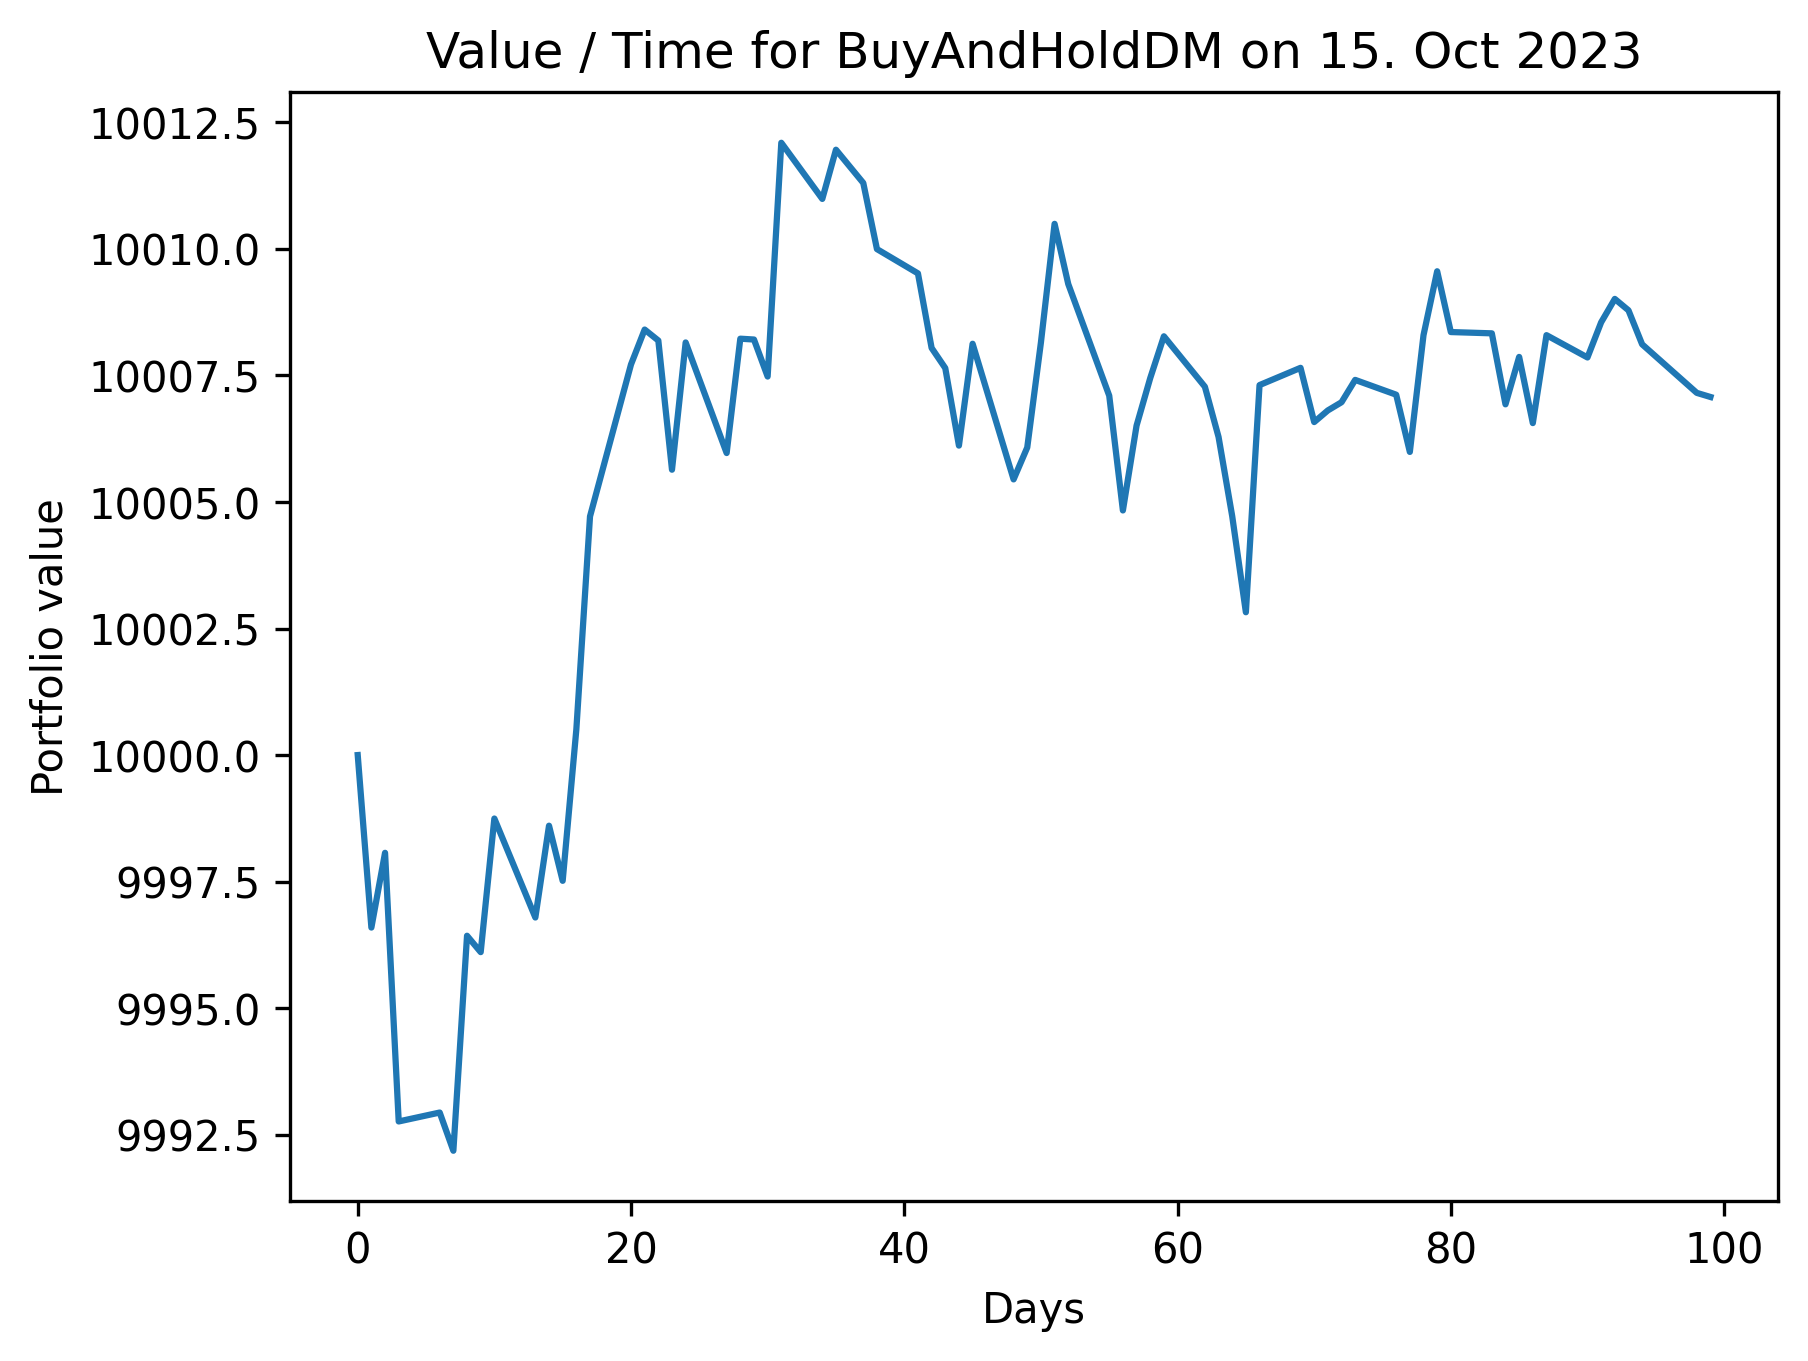 Value / Time for BuyAndHoldDM on 15. Oct 2023
10012.5
10010.0
10007.5
10005.0
10002.5
10000.0
9997.5
9995.0
9992.5
Portfolio value
0 20 40 60 80 100
Days